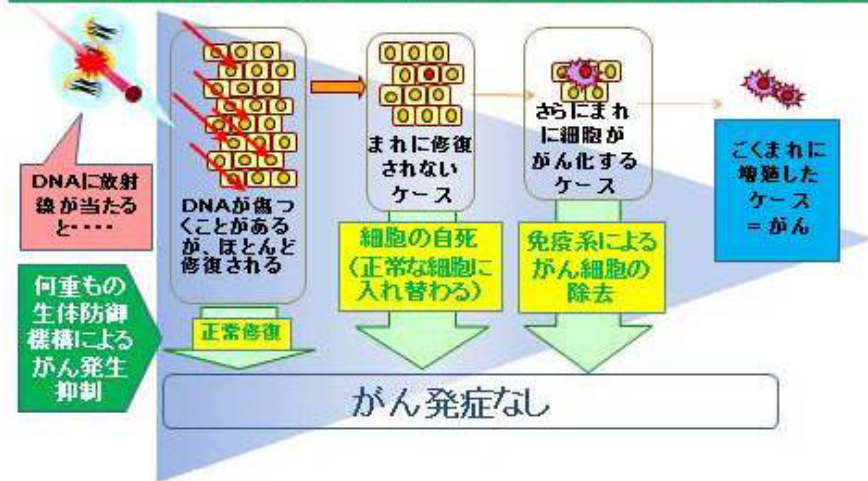 DNAに放射
線が当たる
と・・・・
何重もの
生体防御
機構による
がん発生
抑制
DNAが傷つ
くことがある
が、ほとんど
修復される
正常修復
まれに修復
されない
ケース
細胞の自死
(正常な細胞に
入れ替わる)
さらにまれ
に細胞が
がん化する
ケース
免疫系による
がん細胞の
除去
ごくまれに
増殖した
ケース
=がん
がん発症なし